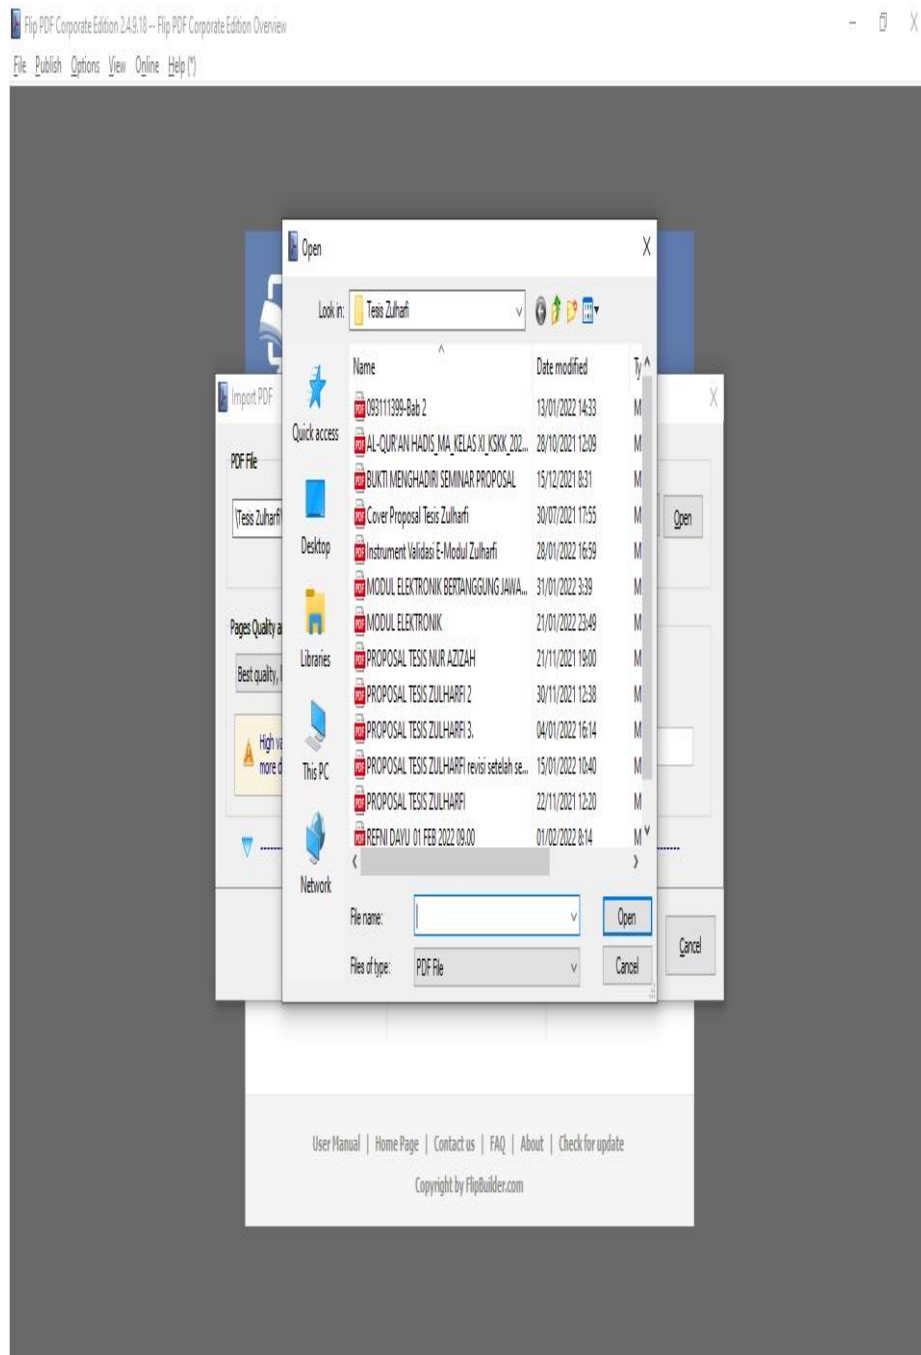 Flip PDF Corporate Edition 2.4.9.18 -- Flip PDF Corporate Edition Overview
File Publish Options View Online Help (*)
Open
Look in: Tesis Zulharfi
Name Date modified Ty
Import PDF
093111399-Bab 2 13/01/2022 14:33 M
Quick access
AL-QUR'AN HADIS_MA_KELAS XI_KSKK_202... 28/10/2021 12:09 M
PDF File
BUKTI MENGHADIRI SEMINAR PROPOSAL 15/12/2021 8:31 M
\Tesis Zulharfi\ Cover Proposal Tesis Zulharfi 30/07/2021 17:55 M Open
Desktop
Instrument Validasi E-Modul Zulharfi 28/01/2022 16:59 M
MODUL ELEKTRONIK BERTANGGUNG JAWA... 31/01/2022 3:39 M
Pages Quality a
MODUL ELEKTRONIK 21/01/2022 23:49 M
Libraries
PROPOSAL TESIS NUR AZIZAH 21/11/2021 19:00 M
Best quality,
PROPOSAL TESIS ZULHARFI 2 30/11/2021 12:38 M
PROPOSAL TESIS ZULHARFI 3. 04/01/2022 16:14 M
High va
more d
This PC
PROPOSAL TESIS ZULHARFI revisi setelah se... 15/01/2022 10:40 M
PROPOSAL TESIS ZULHARFI 22/11/2021 12:20 M
REFNI DAYU 01 FEB 2022 09.00 01/02/2022 8:14 M
Network
File name: Open
Files of type: PDF File Cancel
Cancel
User Manual | Home Page | Contact us | FAQ | About | Check for update
Copyright by FlipBuilder.com